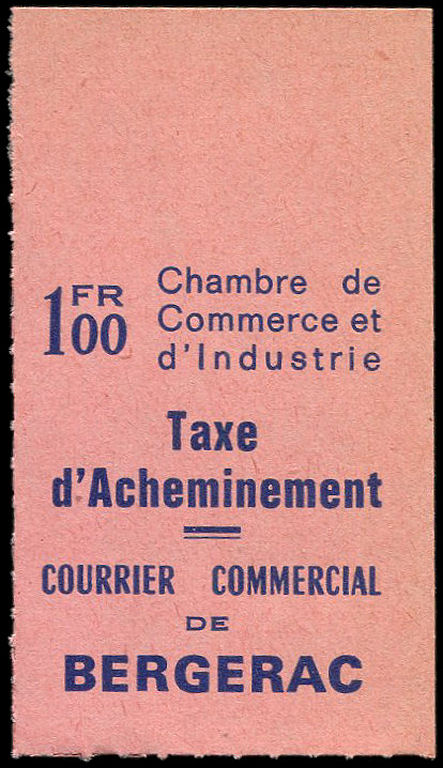 1FR00
Chambre de
Commerce et
d'Industrie
Taxe
d'Acheminement
COURRIER COMMERCIAL
DE
BERGERAC